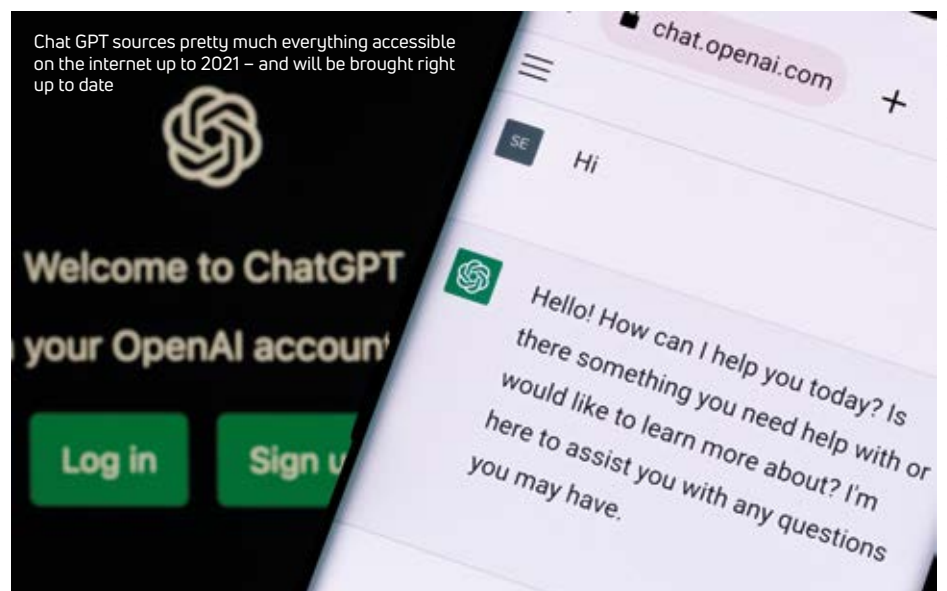 Chat GPT sources pretty much everything accessible
on the internet up to 2021 – and will be brought right
up to date
Welcome to ChatGPT
your OpenAI account
Log in
Sign u
chat.openai.com
SE
Hi
Hello! How can I help you today? Is
there something you need help with or
would like to learn more about? I'm
here to assist you with any questions
you may have.